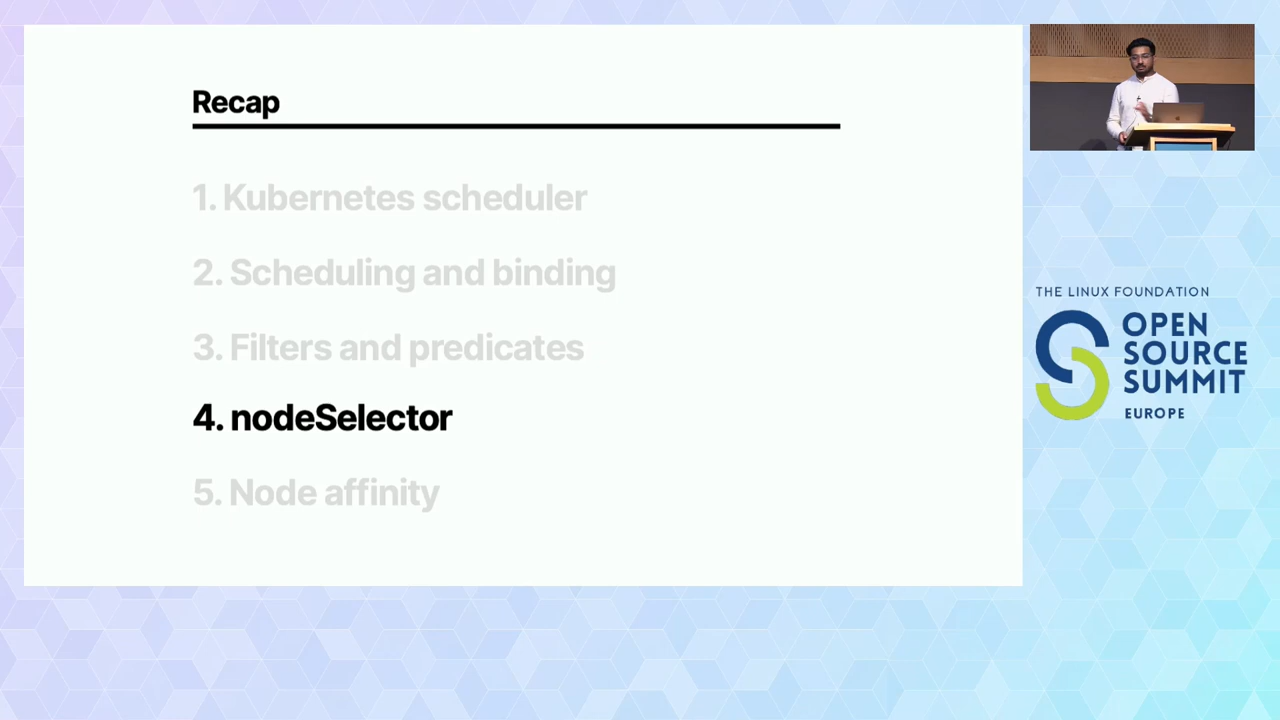 Recap
1. Kubernetes scheduler
2. Scheduling and binding
3. Filters and predicates
4. nodeSelector
5. Node affinity
THE LINUX FOUNDATION
OPEN
SOURCE
SUMMIT
EUROPE